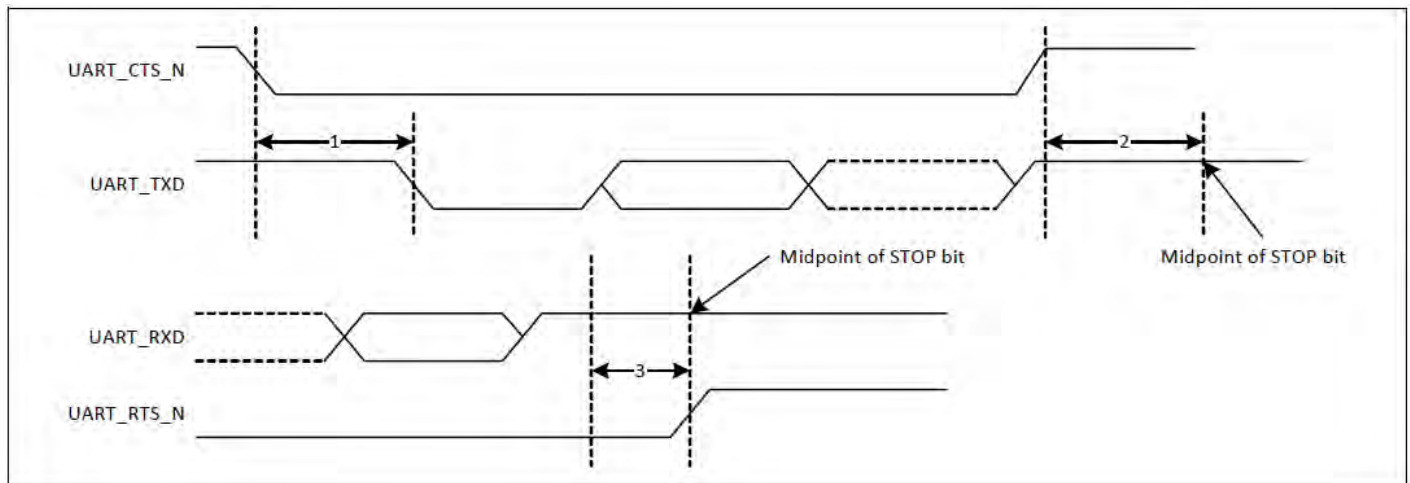 UART_CTS_N
1
2
UART_TXD
Midpoint of STOP bit
Midpoint of STOP bit
UART_RXD
3
UART_RTS_N